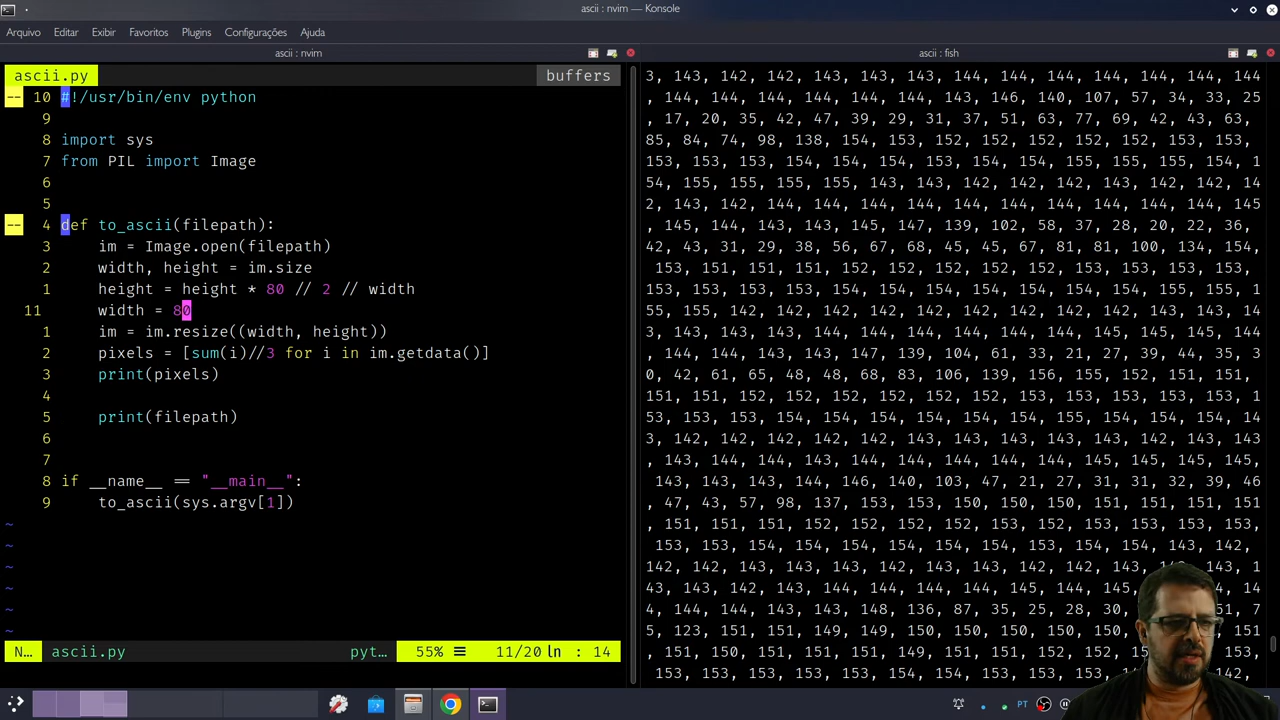 ascii : nvim — Konsole
Arquivo Editar Exibir Favoritos Plugins Configurações Ajuda
ascii : nvim
ascii : fish
ascii.py buffers
-- 10 #!/usr/bin/env python
9
8 import sys
7 from PIL import Image
6
5
-- 4 def to_ascii(filepath):
3 im = Image.open(filepath)
2 width, height = im.size
1 height = height * 80 // 2 // width
11 width = 80
1 im = im.resize((width, height))
2 pixels = [sum(i)//3 for i in im.getdata()]
3 print(pixels)
4
5 print(filepath)
6
7
8 if __name__ == "__main__":
9 to_ascii(sys.argv[1])
~
~
~
~
~
~
N… ascii.py pyt… 55% ≡ 11/20 ln : 14
3, 143, 142, 142, 143, 143, 143, 144, 144, 144, 144, 144, 144
, 144, 144, 144, 144, 144, 144, 143, 146, 140, 107, 57, 34, 33, 25
, 17, 20, 35, 42, 47, 39, 29, 31, 37, 51, 63, 77, 69, 42, 43, 63,
85, 84, 74, 98, 138, 154, 153, 152, 152, 152, 152, 153, 153,
153, 153, 153, 154, 154, 154, 153, 154, 154, 155, 155, 155, 154, 1
54, 155, 155, 155, 155, 143, 143, 142, 142, 142, 143, 142, 142
, 142, 143, 144, 144, 144, 144, 144, 144, 144, 144, 144, 144,
145, 145, 144, 143, 143, 145, 147, 139, 102, 58, 37, 28, 20, 22, 36,
42, 43, 31, 29, 38, 56, 67, 68, 45, 45, 67, 81, 81, 100, 134, 154,
153, 151, 151, 151, 152, 152, 152, 153, 153, 153, 153, 153,
153, 154, 154, 154, 154, 154, 154, 154, 155, 155, 155, 155, 155,
155, 155, 142, 142, 142, 142, 142, 142, 144, 142, 143, 143, 14
3, 143, 143, 143, 144, 144, 144, 144, 144, 145, 145, 145, 144,
144, 144, 143, 143, 147, 139, 104, 61, 33, 21, 27, 39, 44, 35, 3
0, 42, 61, 65, 48, 48, 68, 83, 106, 139, 156, 155, 152, 151, 151,
151, 151, 152, 152, 152, 152, 152, 153, 153, 153, 153, 153, 1
53, 153, 153, 154, 154, 154, 154, 154, 155, 154, 154, 154, 154, 1
43, 142, 142, 142, 142, 143, 142, 142, 143, 142, 143, 143,
143, 144, 144, 144, 144, 144, 144, 144, 144, 145, 145, 145,
143, 143, 143, 144, 146, 140, 103, 47, 21, 27, 31, 31, 32, 39, 46
, 47, 43, 57, 98, 137, 153, 153, 150, 150, 150, 151, 151, 151
, 151, 151, 152, 152, 152, 153, 153, 153, 152, 153, 153, 153,
153, 153, 154, 154, 154, 154, 154, 154, 153, 154, 143, 142,
142, 142, 143, 142, 142, 142, 143, 142, 143, 143, 143, 1
43, 143, 142, 143, 144, 144, 144, 144, 145, 144, 14
4, 144, 144, 143, 143, 148, 136, 87, 35, 25, 28, 30, 51, 7
5, 123, 151, 151, 149, 149, 150, 150, 150, 150, 151
, 151, 151, 150, 151, 151, 151, 149, 151, 151, 152,
153, 153, 153, 153, 153, 153, 153, 154, 153, 154,
PT